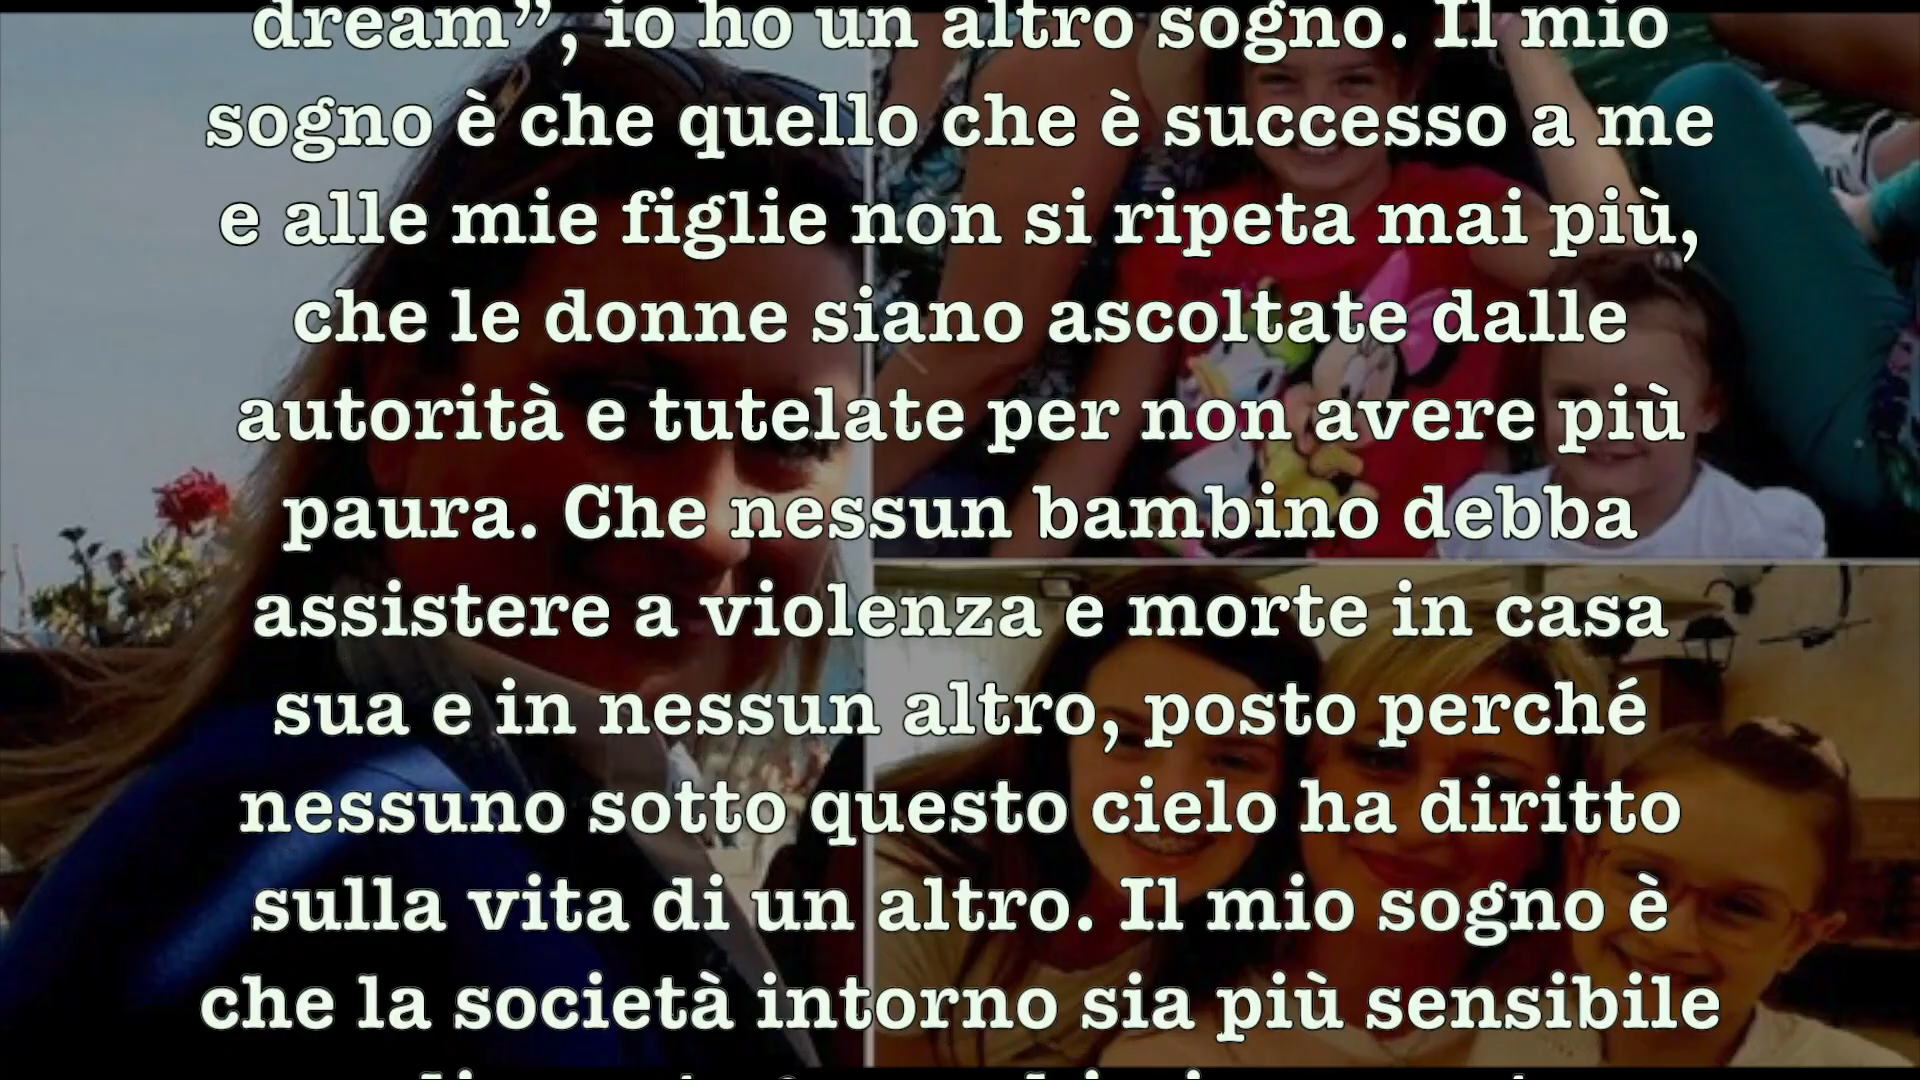 dream”, io ho un altro sogno. Il mio
sogno è che quello che è successo a me
e alle mie figlie non si ripeta mai più,
che le donne siano ascoltate dalle
autorità e tutelate per non avere più
paura. Che nessun bambino debba
assistere a violenza e morte in casa
sua e in nessun altro, posto perché
nessuno sotto questo cielo ha diritto
sulla vita di un altro. Il mio sogno è
che la società intorno sia più sensibile